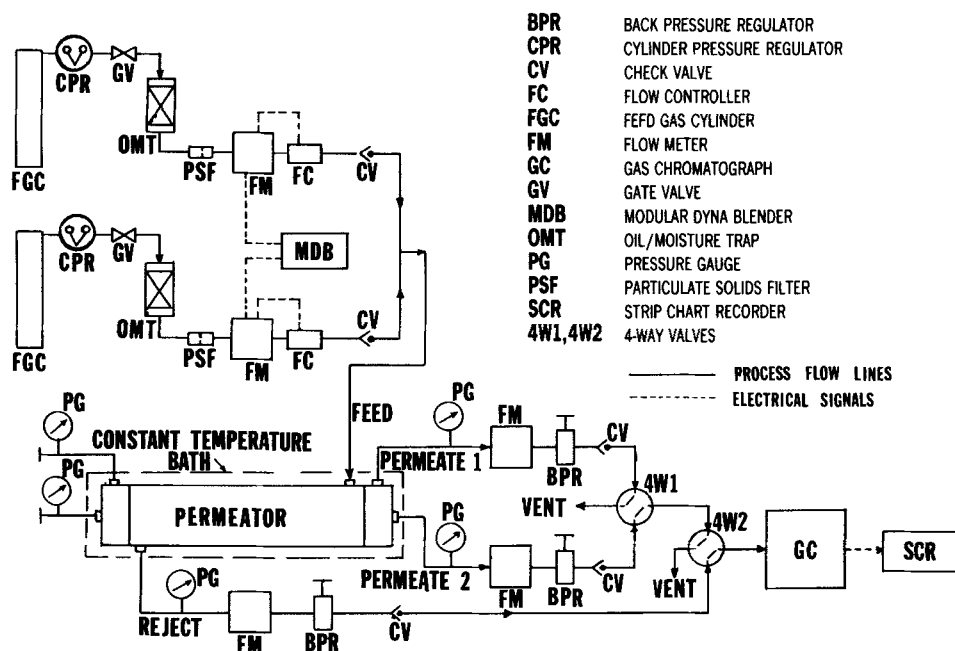 BPR BACK PRESSURE REGULATOR
CPR CYLINDER PRESSURE REGULATOR
CV CHECK VALVE
FC FLOW CONTROLLER
FGC FEFD GAS CYLINDER
FM FLOW METER
GC GAS CHROMATOGRAPH
GV GATE VALVE
MDB MODULAR DYNA BLENDER
OMT OIL/MOISTURE TRAP
PG PRESSURE GAUGE
PSF PARTICULATE SOLIDS FILTER
SCR STRIP CHART RECORDER
4W1,4W2 4-WAY VALVES
PROCESS FLOW LINES
ELECTRICAL SIGNALS
CPR
GV
OMT
PSF
FM
FC
CV
FGC
CPR
GV
MDB
OMT
PSF
FM
FC
CV
FGC
PG
FEED
PG
FM
CV
CONSTANT TEMPERATURE
BATH
PERMEATE 1
BPR
4W1
PG
VENT
4W2
PERMEATOR
PG
GC
SCR
PERMEATE 2
FM
BPR
CV
VENT
PG
REJECT
FM
BPR
CV